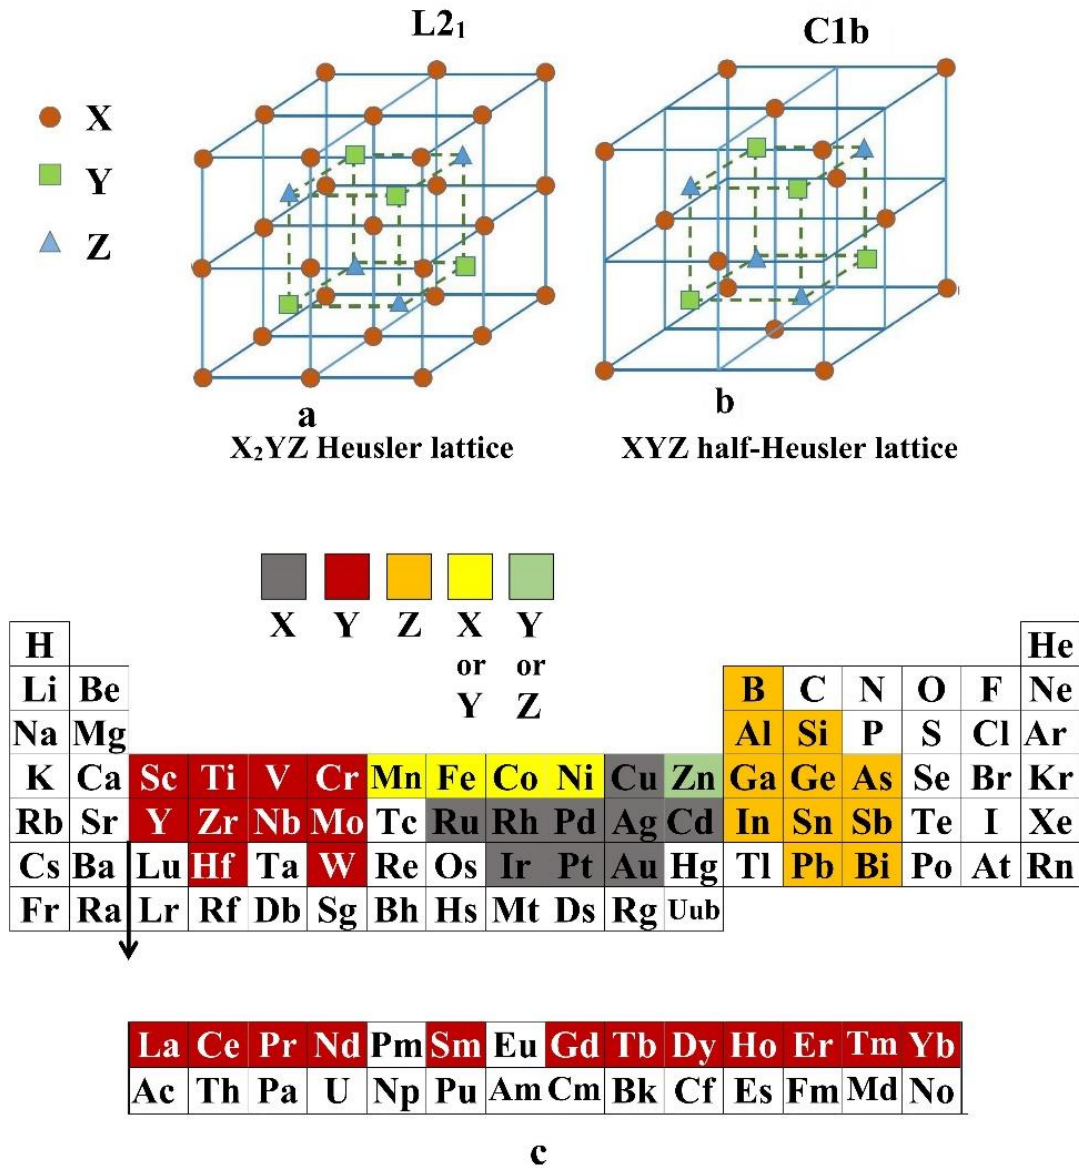 L2₁ C1b
X
Y
Z
a b
X₂YZ Heusler lattice XYZ half-Heusler lattice
X Y Z X Y
or or
Y Z
H He
Li Be B C N O F Ne
Na Mg Al Si P S Cl Ar
K Ca Sc Ti V Cr Mn Fe Co Ni Cu Zn Ga Ge As Se Br Kr
Rb Sr Y Zr Nb Mo Tc Ru Rh Pd Ag Cd In Sn Sb Te I Xe
Cs Ba Lu Hf Ta W Re Os Ir Pt Au Hg Tl Pb Bi Po At Rn
Fr Ra Lr Rf Db Sg Bh Hs Mt Ds Rg Uub
La Ce Pr Nd Pm Sm Eu Gd Tb Dy Ho Er Tm Yb
Ac Th Pa U Np Pu Am Cm Bk Cf Es Fm Md No
c